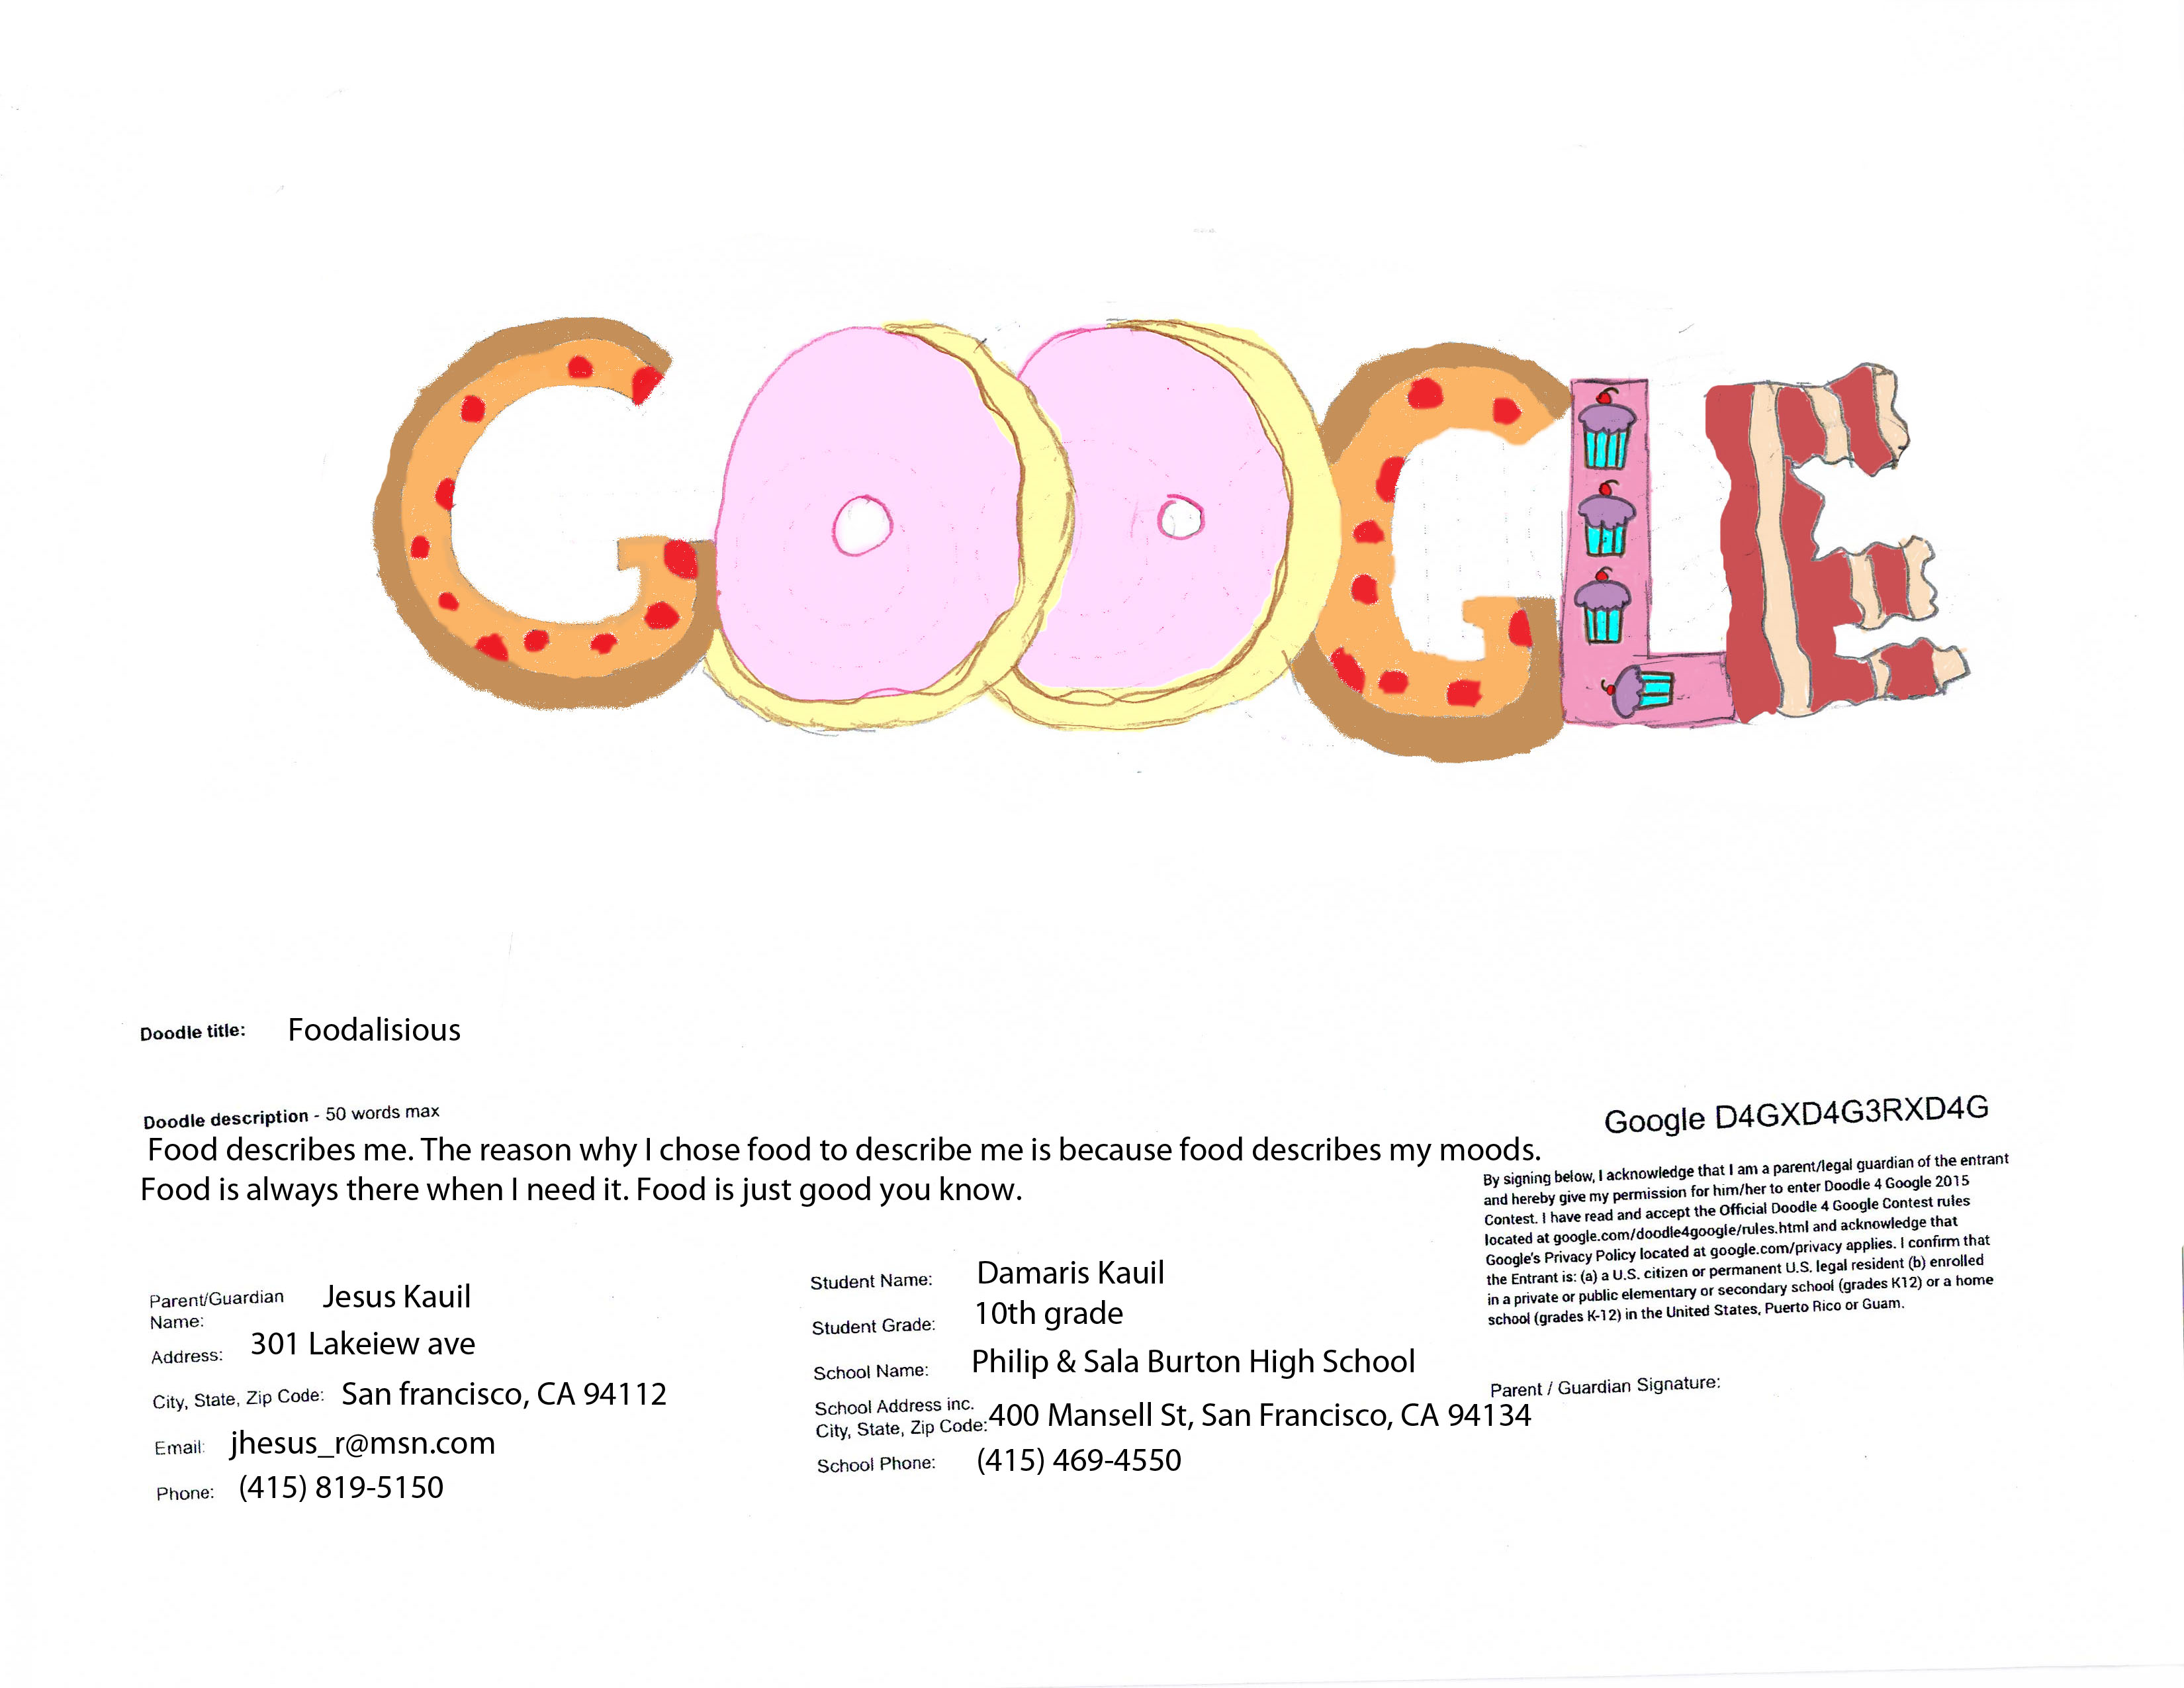 GOOGLE
Doodle title: Foodalisious
Doodle description - 50 words max
Food describes me. The reason why I chose food to describe me is because food describes my moods.
Food is always there when I need it. Food is just good you know.
Google D4GXD4G3RXD4G
By signing below, I acknowledge that I am a parent/legal guardian of the entrant
and hereby give my permission for him/her to enter Doodle 4 Google 2015
Contest. I have read and accept the Official Doodle 4 Google Contest rules
located at google.com/doodle4google/rules.html and acknowledge that
Google's Privacy Policy located at google.com/privacy applies. I confirm that
the Entrant is: (a) a U.S. citizen or permanent U.S. legal resident (b) enrolled
in a private or public elementary or secondary school (grades K12) or a home
school (grades K-12) in the United States, Puerto Rico or Guam.
Parent / Guardian Signature:
Parent/Guardian Name: Jesus Kauil
Address: 301 Lakeiew ave
City, State, Zip Code: San francisco, CA 94112
Email: jhesus_r@msn.com
Phone: (415) 819-5150
Student Name: Damaris Kauil
Student Grade: 10th grade
School Name: Philip & Sala Burton High School
School Address inc.
City, State, Zip Code: 400 Mansell St, San Francisco, CA 94134
School Phone: (415) 469-4550